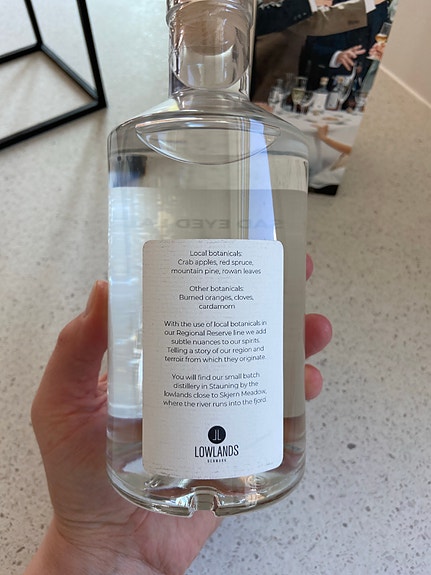 Local botanicals:
Crab apples, red spruce,
mountain pine, rowan leaves
Other botanicals:
Burned oranges, cloves,
cardamom
With the use of local botanicals in
our Regional Reserve line we add
subtle nuances to our spirits.
Telling a story of our region and
terroir from which they originate.
You will find our small batch
distillery in Stauning by the
lowlands close to Skjern Meadow,
where the river runs into the fjord.
LOWLANDS
DENMARK